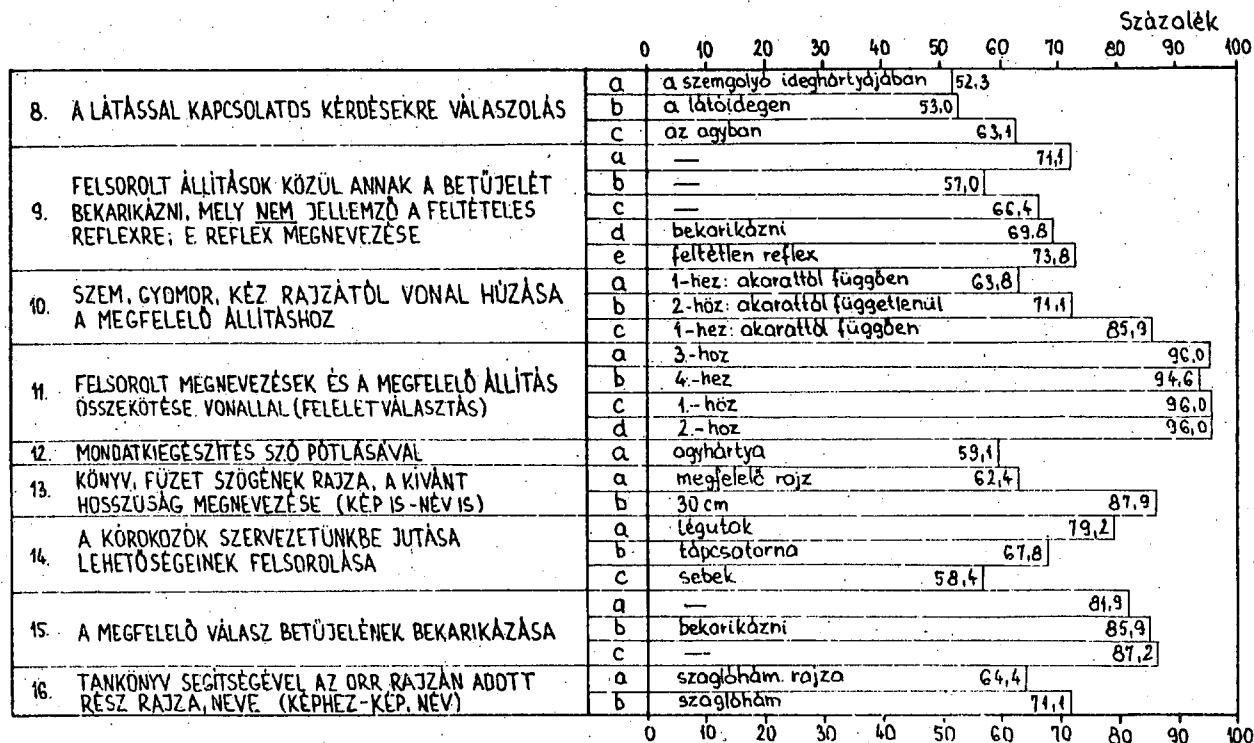 Százalék
0 10 20 30 40 50 60 70 80 90 100
8. A LÁTÁSSAL KAPCSOLATOS KÉRDÉSEKRE VÁLASZOLÁS
a a szemgolyó ideghártyájában 52,3
b a látóidegen 53,0
c az agyban 63,1
9. FELSOROLT ÁLLÍTÁSOK KÖZÜL ANNAK A BETŰJELÉT
BEKARIKÁZNI, MELY NEM JELLEMZŐ A FELTÉTELES
REFLEXRE; E REFLEX MEGNEVEZÉSE
a — 71,1
b — 57,0
c — 66,4
d bekarikázni 69,8
e feltétlen reflex 73,8
10. SZEM, GYOMOR, KÉZ RAJZÁTÓL VONAL HÚZÁSA
A MEGFELELŐ ÁLLÍTÁSHOZ
a 1-hez: akarattól függően 63,8
b 2-höz: akarattól függetlenül 71,1
c 1-hez: akarattól függően 85,9
11. FELSOROLT MEGNEVEZÉSEK ÉS A MEGFELELŐ ÁLLÍTÁS
ÖSSZEKÖTÉSE VONALLAL (FELELETVÁLASZTÁS)
a 3.-hoz 96,0
b 4.-hez 94,6
c 1.-höz 96,0
d 2.-hoz 96,0
12. MONDATKIEGÉSZÍTÉS SZÓ PÓTLÁSÁVAL
a agyhártya 59,1
13. KÖNYV, FÜZET SZÖGÉNEK RAJZA, A KÍVÁNT
HOSSZÚSÁG MEGNEVEZÉSE (KÉP IS - NÉV IS)
a megfelelő rajz 62,4
b 30 cm 87,9
14. A KÓROKOZÓK SZERVEZETÜNKBE JUTÁSA
LEHETŐSÉGEINEK FELSOROLÁSA
a légutak 79,2
b tápcsatorna 67,8
c sebek 58,4
15. A MEGFELELŐ VÁLASZ BETŰJELÉNEK BEKARIKÁZÁSA
a — 81,9
b bekarikázni 85,9
c — 87,2
16. TANKÖNYV SEGÍTSÉGÉVEL AZ ORR RAJZÁN ADOTT
RÉSZ RAJZA, NEVE (KÉPHEZ-KÉP, NÉV)
a szaglóhám rajza 64,4
b szaglóhám 71,1
0 10 20 30 40 50 60 70 80 90 100